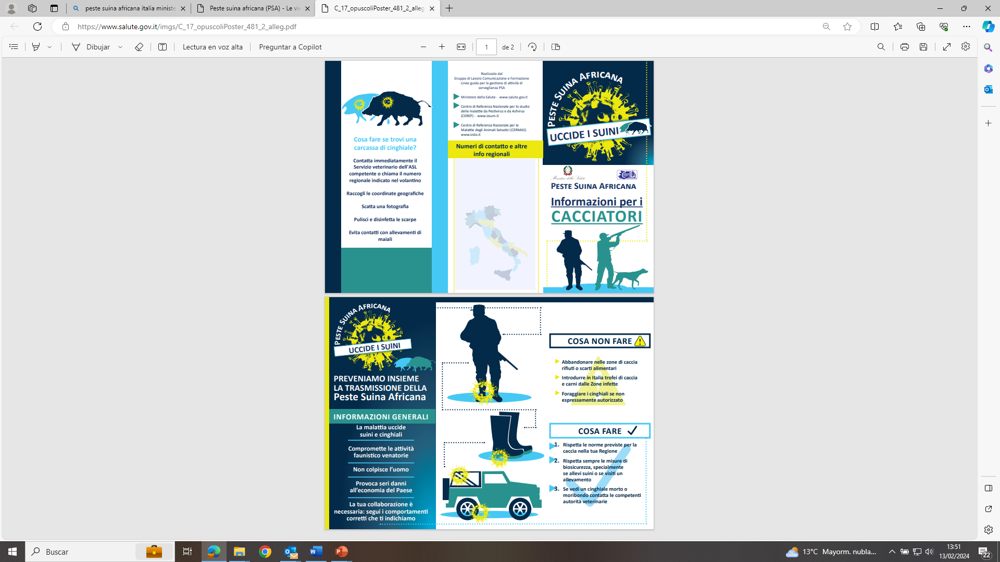 peste suina africana italia ministe
Peste suina africana (PSA) - Le vie
C_17_opuscoliPoster_481_2_alleg
https://www.salute.gov.it/imgs/C_17_opuscoliPoster_481_2_alleg.pdf
Dibujar
Lectura en voz alta
Preguntar a Copilot
1
de 2
Cosa fare se trovi una
carcassa di cinghiale?
Contatta immediatamente il
Servizio veterinario dell'ASL
competente o chiama il numero
regionale indicato nel volantino
Raccogli le coordinate geografiche
Scatta una fotografia
Pulisci e disinfetta le scarpe
Evita contatti con allevamenti di
maiali
Realizzato dal
Gruppo di Lavoro Comunicazione e Formazione
Linee guida per la gestione di attività di
sorveglianza PSA
Ministero della Salute - www.salute.gov.it
Centro di Referenza Nazionale per lo studio
delle malattie da Pestivirus e da Asfvirus
(CEREP) - www.izsum.it
Centro di Referenza Nazionale per le
Malattie degli Animali Selvatici (CERMAS)
www.izsto.it
Numeri di contatto e altre
info regionali
PESTE SUINA AFRICANA
UCCIDE I SUINI
Ministero della Salute
PESTE SUINA AFRICANA
Informazioni per i
CACCIATORI
PESTE SUINA AFRICANA
UCCIDE I SUINI
PREVENIAMO INSIEME
LA TRASMISSIONE DELLA
Peste Suina Africana
INFORMAZIONI GENERALI
La malattia uccide
suini e cinghiali
Compromette le attività
faunistico venatorie
Non colpisce l'uomo
Provoca seri danni
all'economia del Paese
La tua collaborazione è
necessaria: segui i comportamenti
corretti che ti indichiamo
COSA NON FARE
Abbandonare nelle zone di caccia
rifiuti o scarti alimentari
Introdurre in Italia trofei di caccia
e carni dalle Zone infette
Foraggiare i cinghiali se non
espressamente autorizzato
COSA FARE
1. Rispetta le norme previste per la
caccia nella tua Regione
2. Rispetta sempre le misure di
biosicurezza, specialmente
se allevi suini o se visiti un
allevamento
3. Se vedi un cinghiale morto o
moribondo contatta le competenti
autorità veterinarie
Buscar
13°C Mayorm. nubla...
13:51
13/02/2024
22